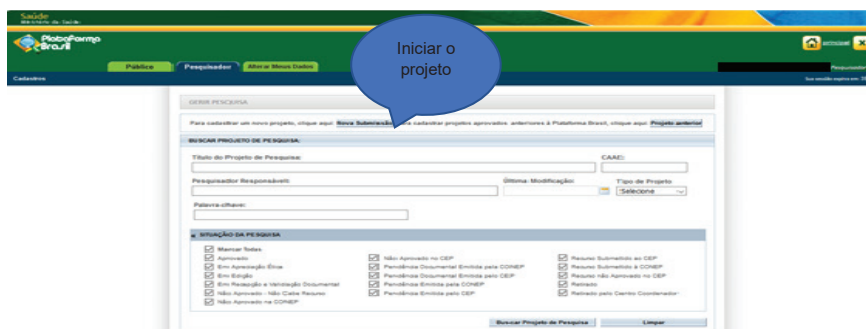 Saúde
Ministério da Saúde
Plataforma
Brasil
principal
Público Pesquisador Alterar Meus Dados
Pesquisador
Cadastros
Sua sessão expira em:
Iniciar o
projeto
GERIR PESQUISA
Para cadastrar um novo projeto, clique aqui: Nova Submissão cadastrar projetos aprovados anteriores à Plataforma Brasil, clique aqui: Projeto anterior
BUSCAR PROJETO DE PESQUISA:
Título do Projeto de Pesquisa: CAAE:
Pesquisador Responsável: Última Modificação: Tipo de Projeto:
Selecione
Palavra-chave:
SITUAÇÃO DA PESQUISA
Marcar Todas:
Aprovado Não Aprovado no CEP Recurso Submetido ao CEP
Em Apreciação Ética Pendência Documental Emitida pela CONEP Recurso Submetido à CONEP
Em Edição Pendência Documental Emitida pelo CEP Recurso não Aprovado no CEP
Em Recepção e Validação Documental Pendência Emitida pela CONEP Retirado
Não Aprovado - Não Cabe Recurso Pendência Emitida pelo CEP Retirado pelo Centro Coordenador
Não Aprovado na CONEP
Buscar Projeto de Pesquisa Limpar